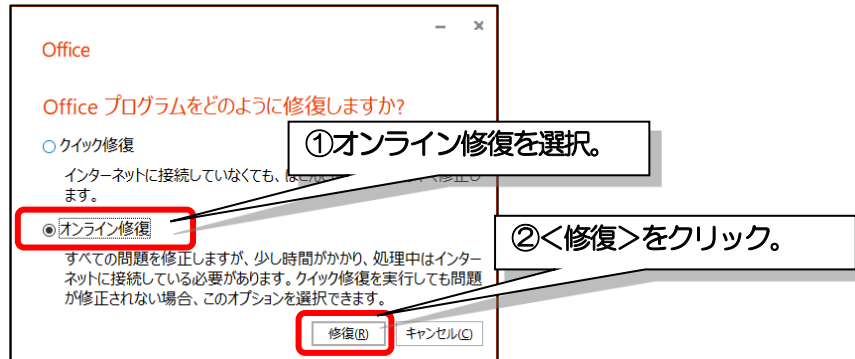 Office
Office プログラムをどのように修復しますか?
クイック修復
①オンライン修復を選択。
インターネットに接続していなくても、ほとんど
ます。
オンライン修復
②<修復>をクリック。
すべての問題を修正しますが、少し時間がかかり、処理中はインター
ネットに接続している必要があります。クイック修復を実行しても問題
が修正されない場合、このオプションを選択できます。
修復(R) キャンセル(C)